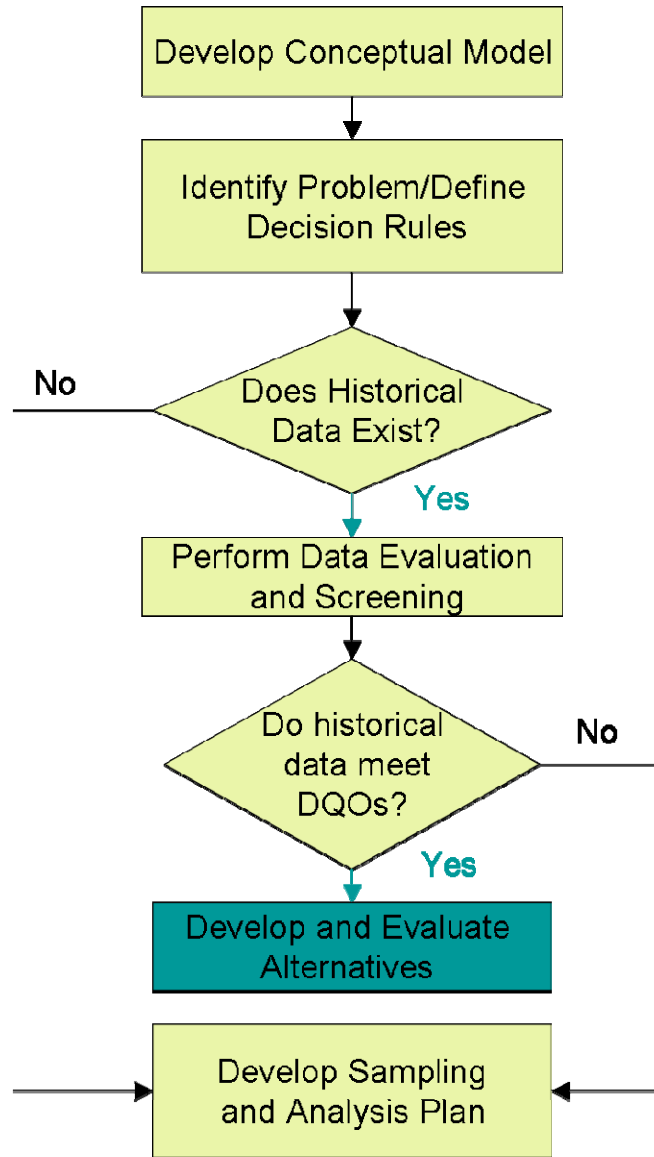 Develop Conceptual Model
Identify Problem/Define
Decision Rules
No
Does Historical
Data Exist?
Yes
Perform Data Evaluation
and Screening
Do historical
data meet
DQOs?
No
Yes
Develop and Evaluate
Alternatives
Develop Sampling
and Analysis Plan